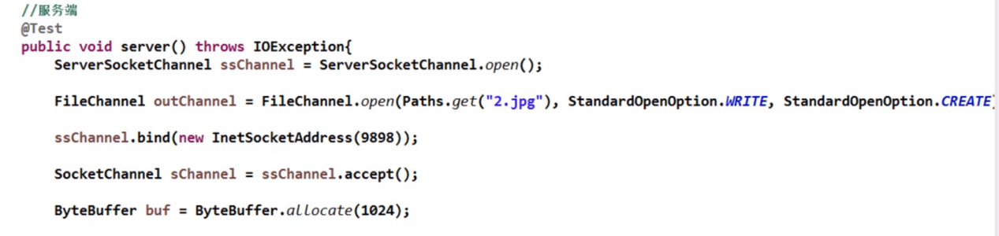 //服务端
@Test
public void server() throws IOException{
ServerSocketChannel ssChannel = ServerSocketChannel.open();
FileChannel outChannel = FileChannel.open(Paths.get("2.jpg"), StandardOpenOption.WRITE, StandardOpenOption.CREATE)
ssChannel.bind(new InetSocketAddress(9898));
SocketChannel sChannel = ssChannel.accept();
ByteBuffer buf = ByteBuffer.allocate(1024);